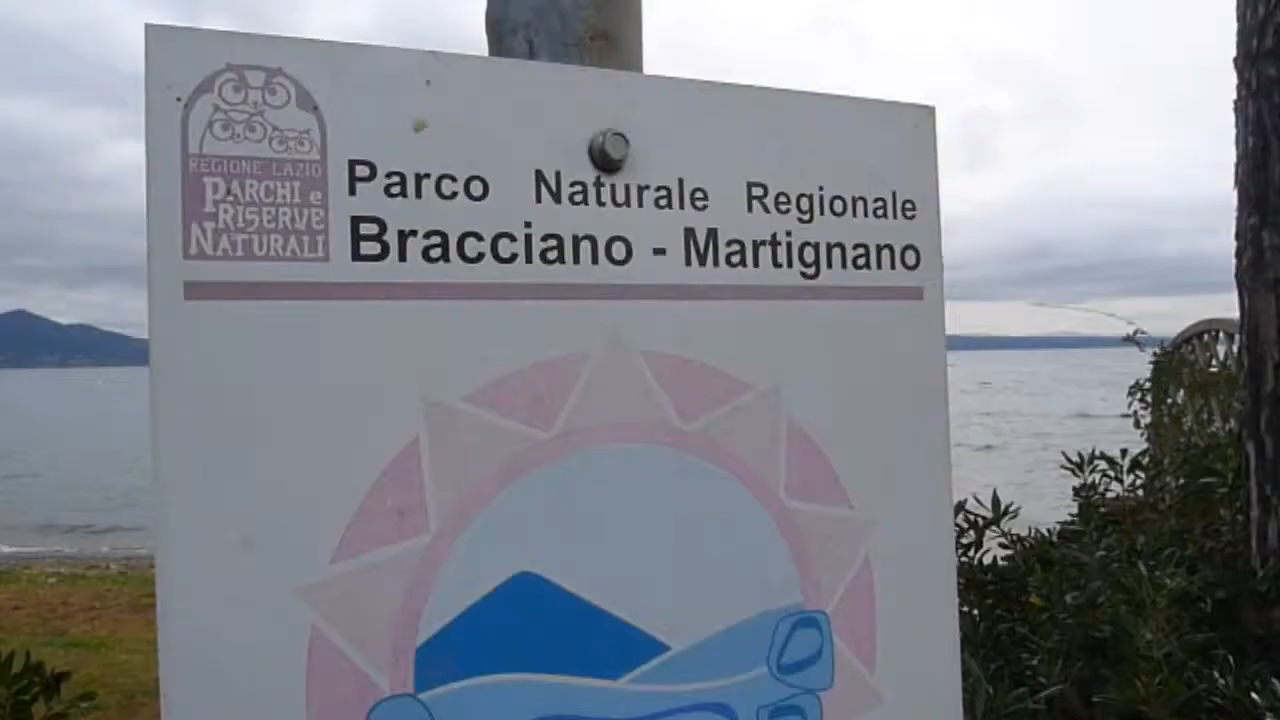 REGIONE LAZIO
PARCHI e
RISERVE
NATURALI
Parco Naturale Regionale
Bracciano - Martignano